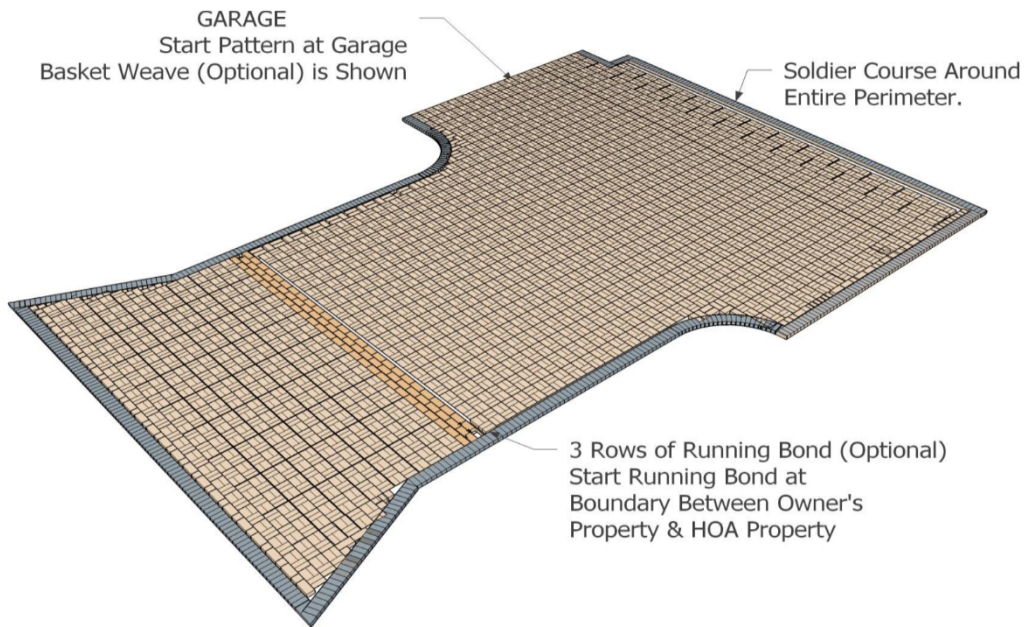 GARAGE
Start Pattern at Garage
Basket Weave (Optional) is Shown
Soldier Course Around
Entire Perimeter.
3 Rows of Running Bond (Optional)
Start Running Bond at
Boundary Between Owner's
Property & HOA Property